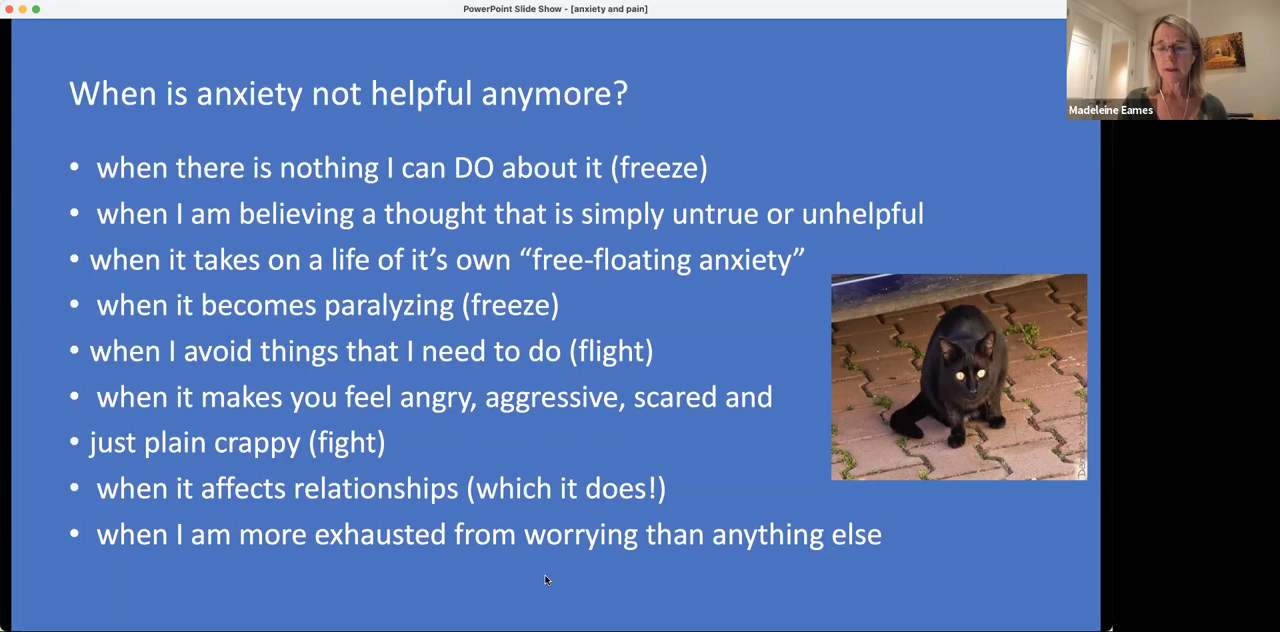 PowerPoint Slide Show - [anxiety and pain]
When is anxiety not helpful anymore?
• when there is nothing I can DO about it (freeze)
• when I am believing a thought that is simply untrue or unhelpful
• when it takes on a life of it’s own “free-floating anxiety”
• when it becomes paralyzing (freeze)
• when I avoid things that I need to do (flight)
• when it makes you feel angry, aggressive, scared and
• just plain crappy (fight)
• when it affects relationships (which it does!)
• when I am more exhausted from worrying than anything else
Madeleine Eames